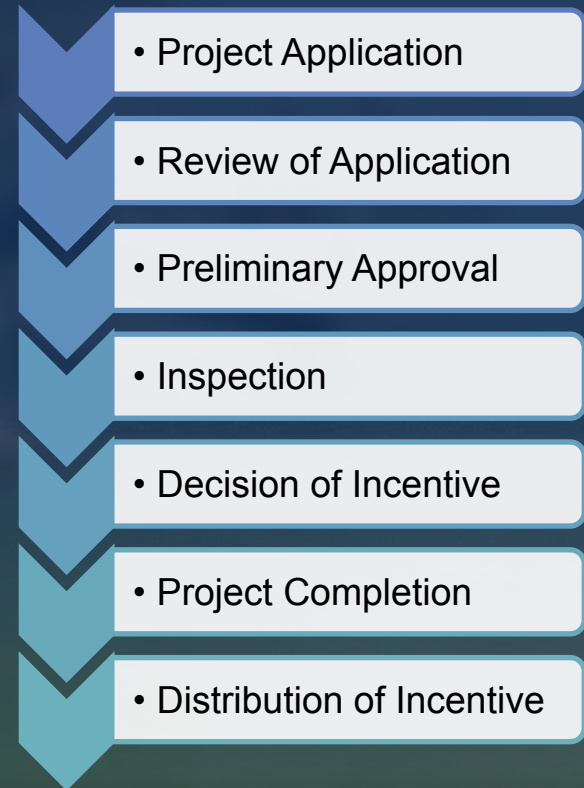 • Project Application
• Review of Application
• Preliminary Approval
• Inspection
• Decision of Incentive
• Project Completion
• Distribution of Incentive